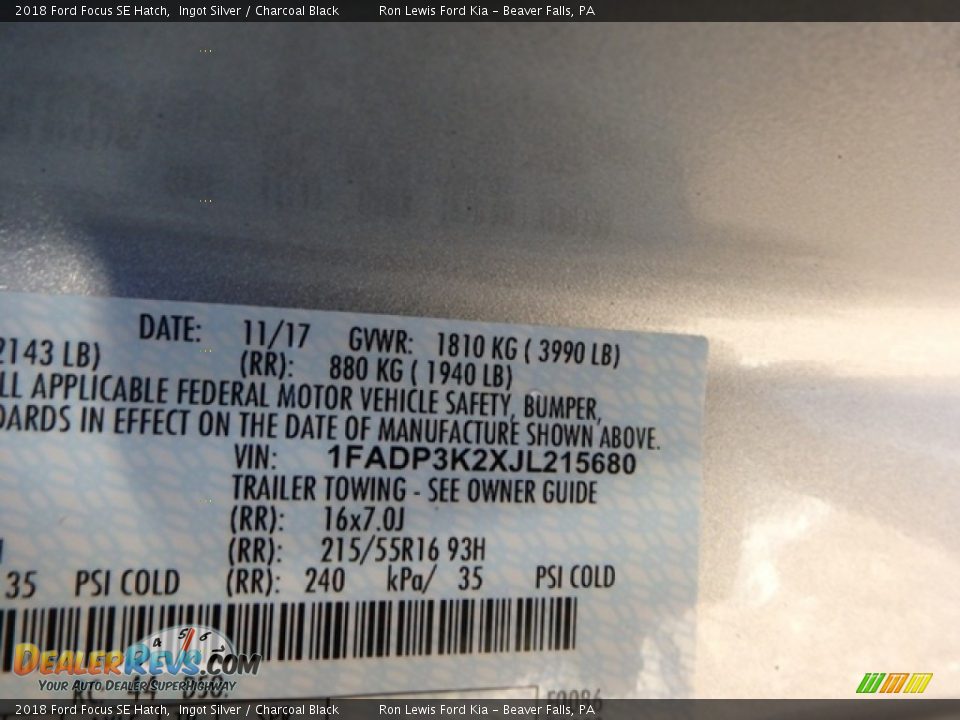 2018 Ford Focus SE Hatch, Ingot Silver / Charcoal Black Ron Lewis Ford Kia – Beaver Falls, PA
DATE: 11/17 GVWR: 1810 KG ( 3990 LB)
2143 LB) (RR): 880 KG ( 1940 LB)
LL APPLICABLE FEDERAL MOTOR VEHICLE SAFETY, BUMPER,
DARDS IN EFFECT ON THE DATE OF MANUFACTURE SHOWN ABOVE.
VIN: 1FADP3K2XJL215680
TRAILER TOWING - SEE OWNER GUIDE
(RR): 16x7.0J
(RR): 215/55R16 93H
35 PSI COLD (RR): 240 kPa/ 35 PSI COLD
4 5 6
DEALERREVS.COM
YOUR AUTO DEALER SUPERHIGHWAY
2018 Ford Focus SE Hatch, Ingot Silver / Charcoal Black Ron Lewis Ford Kia – Beaver Falls, PA